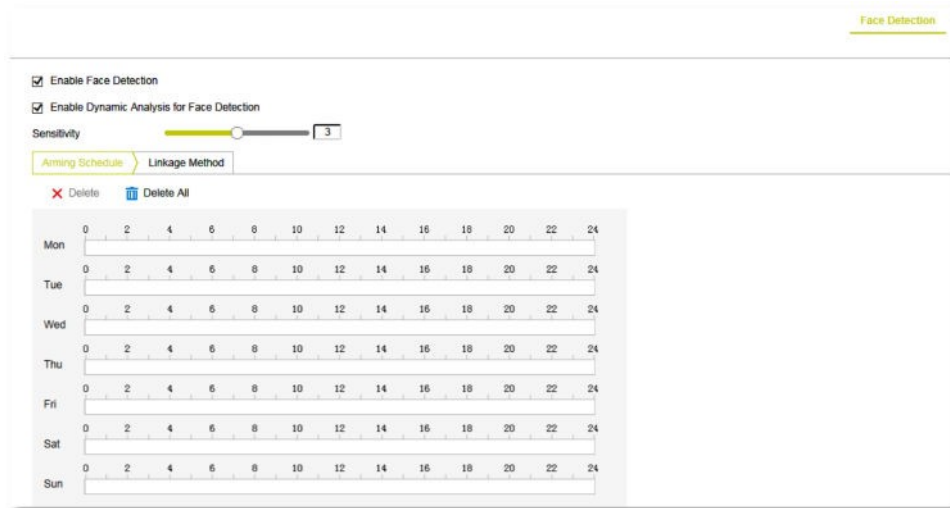 Face Detection
Enable Face Detection
Enable Dynamic Analysis for Face Detection
Sensitivity 3
Arming Schedule Linkage Method
Delete Delete All
0 2 4 6 8 10 12 14 16 18 20 22 24
Mon
0 2 4 6 8 10 12 14 16 18 20 22 24
Tue
0 2 4 6 8 10 12 14 16 18 20 22 24
Wed
0 2 4 6 8 10 12 14 16 18 20 22 24
Thu
0 2 4 6 8 10 12 14 16 18 20 22 24
Fri
0 2 4 6 8 10 12 14 16 18 20 22 24
Sat
0 2 4 6 8 10 12 14 16 18 20 22 24
Sun